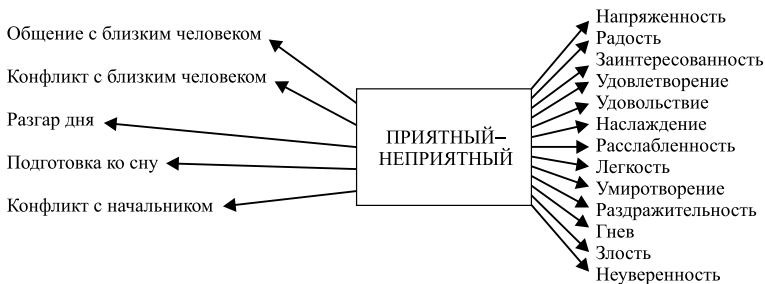 Общение с близким человеком
Конфликт с близким человеком
Разгар дня
Подготовка ко сну
Конфликт с начальником
ПРИЯТНЫЙ–
НЕПРИЯТНЫЙ
Напряженность
Радость
Заинтересованность
Удовлетворение
Удовольствие
Наслаждение
Расслабленность
Легкость
Умиротворение
Раздражительность
Гнев
Злость
Неуверенность